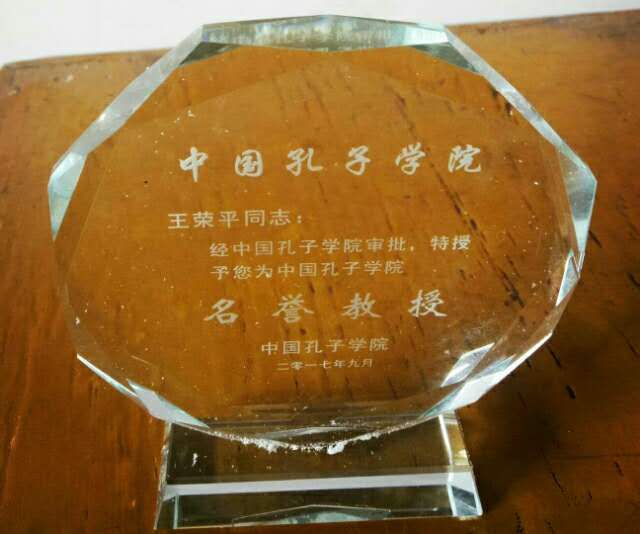 中国孔子学院
王荣平同志：
经中国孔子学院审批，特授
予您为中国孔子学院
名誉教授
中国孔子学院
二零一七年九月